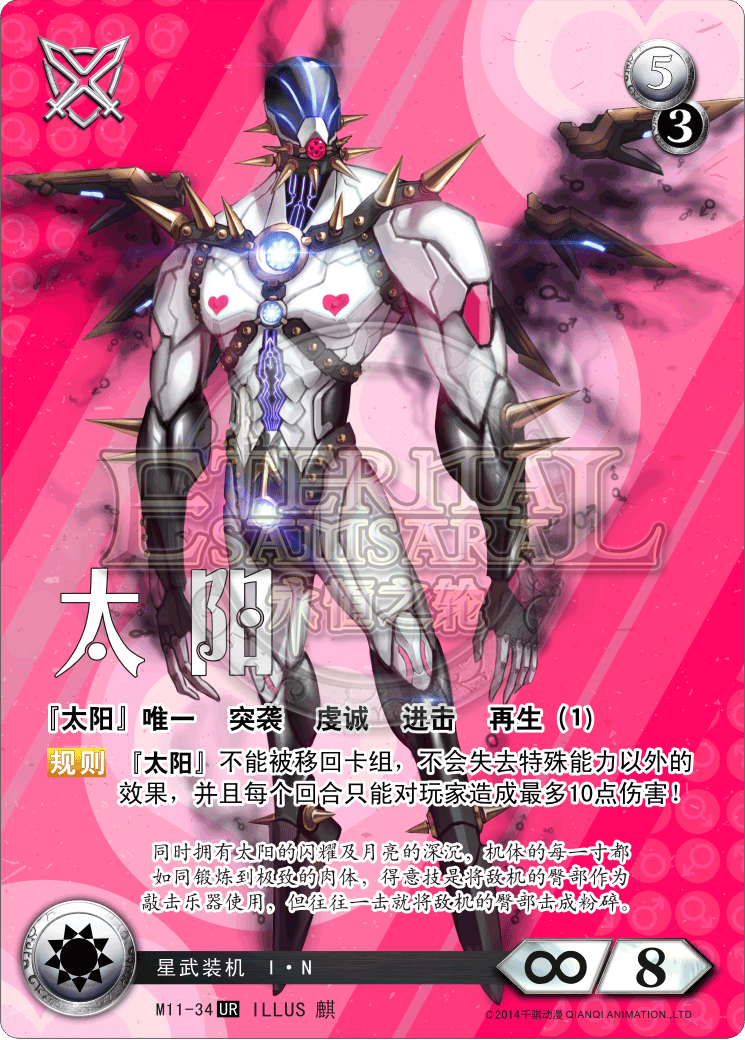 5
3
ETERNAL
SAMSARA
永恒之轮
太阳
『太阳』唯一 突袭 虔诚 进击 再生（1）
规则 『太阳』不能被移回卡组，不会失去特殊能力以外的
效果，并且每个回合只能对玩家造成最多10点伤害！
同时拥有太阳的闪耀及月亮的深沉，机体的每一寸都
如同锻炼到极致的肉体，得意技是将敌机的臀部作为
敲击乐器使用，但往往一击就将敌机的臀部击成粉碎。
星武装机 I·N
∞/8
M11-34 UR ILLUS 麒
©2014千骐动漫 QIANQI ANIMATION.,LTD